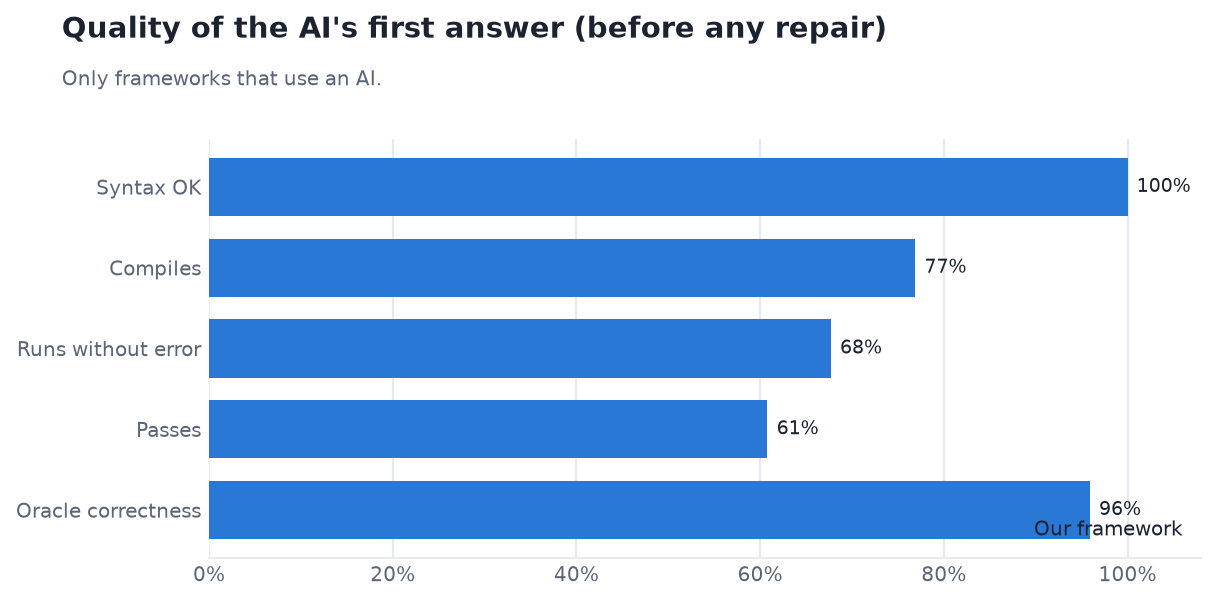 Quality of the AI's first answer (before any repair)
Only frameworks that use an AI.
Syntax OK
100%
Compiles
77%
Runs without error
68%
Passes
61%
Oracle correctness
96%
Our framework
0% 20% 40% 60% 80% 100%